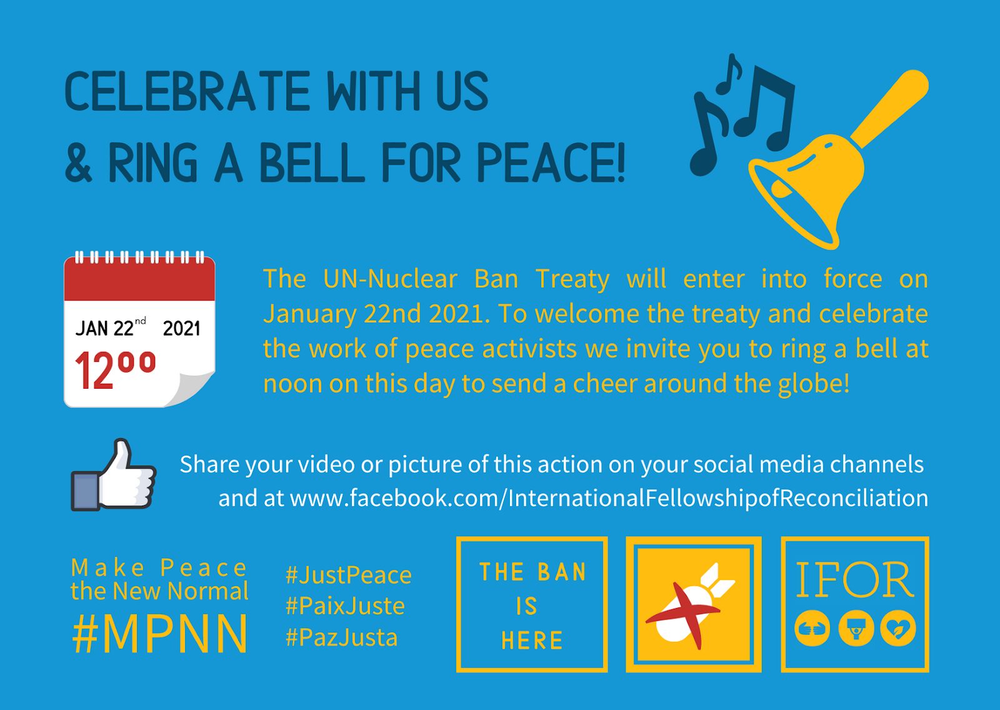 CELEBRATE WITH US
& RING A BELL FOR PEACE!
JAN 22nd 2021
12⁰⁰
The UN-Nuclear Ban Treaty will enter into force on
January 22nd 2021. To welcome the treaty and celebrate
the work of peace activists we invite you to ring a bell at
noon on this day to send a cheer around the globe!
Share your video or picture of this action on your social media channels
and at www.facebook.com/InternationalFellowshipofReconciliation
Make Peace
the New Normal
#MPNN
#JustPeace
#PaixJuste
#PazJusta
THE BAN
IS
HERE
IFOR